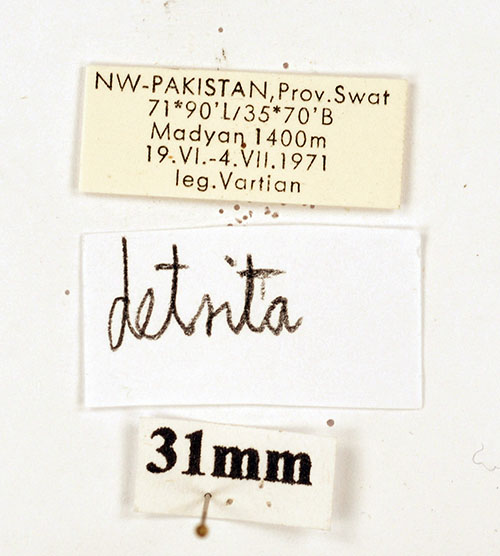 NW-PAKISTAN,Prov.Swat
71*90'L/35*70'B
Madyan,1400m
19.VI.-4.VII.1971
leg.Vartian
detrita
31mm